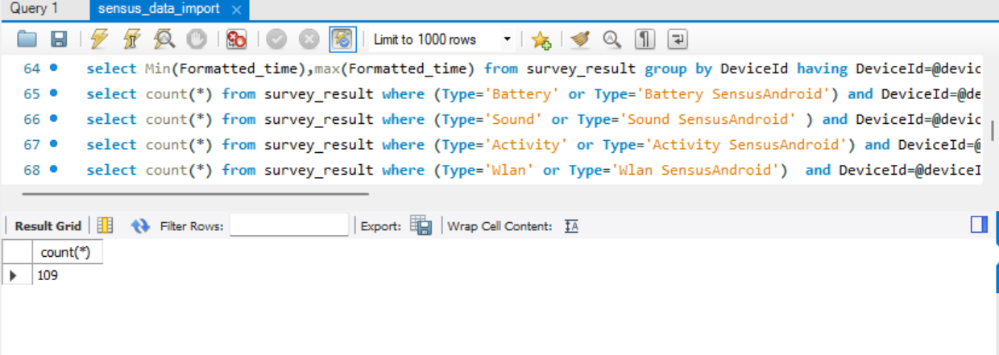 Query 1 sensus_data_import ×
Limit to 1000 rows
64 select Min(Formatted_time),max(Formatted_time) from survey_result group by DeviceId having DeviceId=@devic
65 select count(*) from survey_result where (Type='Battery' or Type='Battery SensusAndroid') and DeviceId=@de
66 select count(*) from survey_result where (Type='Sound' or Type='Sound SensusAndroid' ) and DeviceId=@devic
67 select count(*) from survey_result where (Type='Activity' or Type='Activity SensusAndroid') and DeviceId=@
68 select count(*) from survey_result where (Type='Wlan' or Type='Wlan SensusAndroid')  and DeviceId=@deviceI
Result Grid Filter Rows: Export: Wrap Cell Content:
count(*)
109